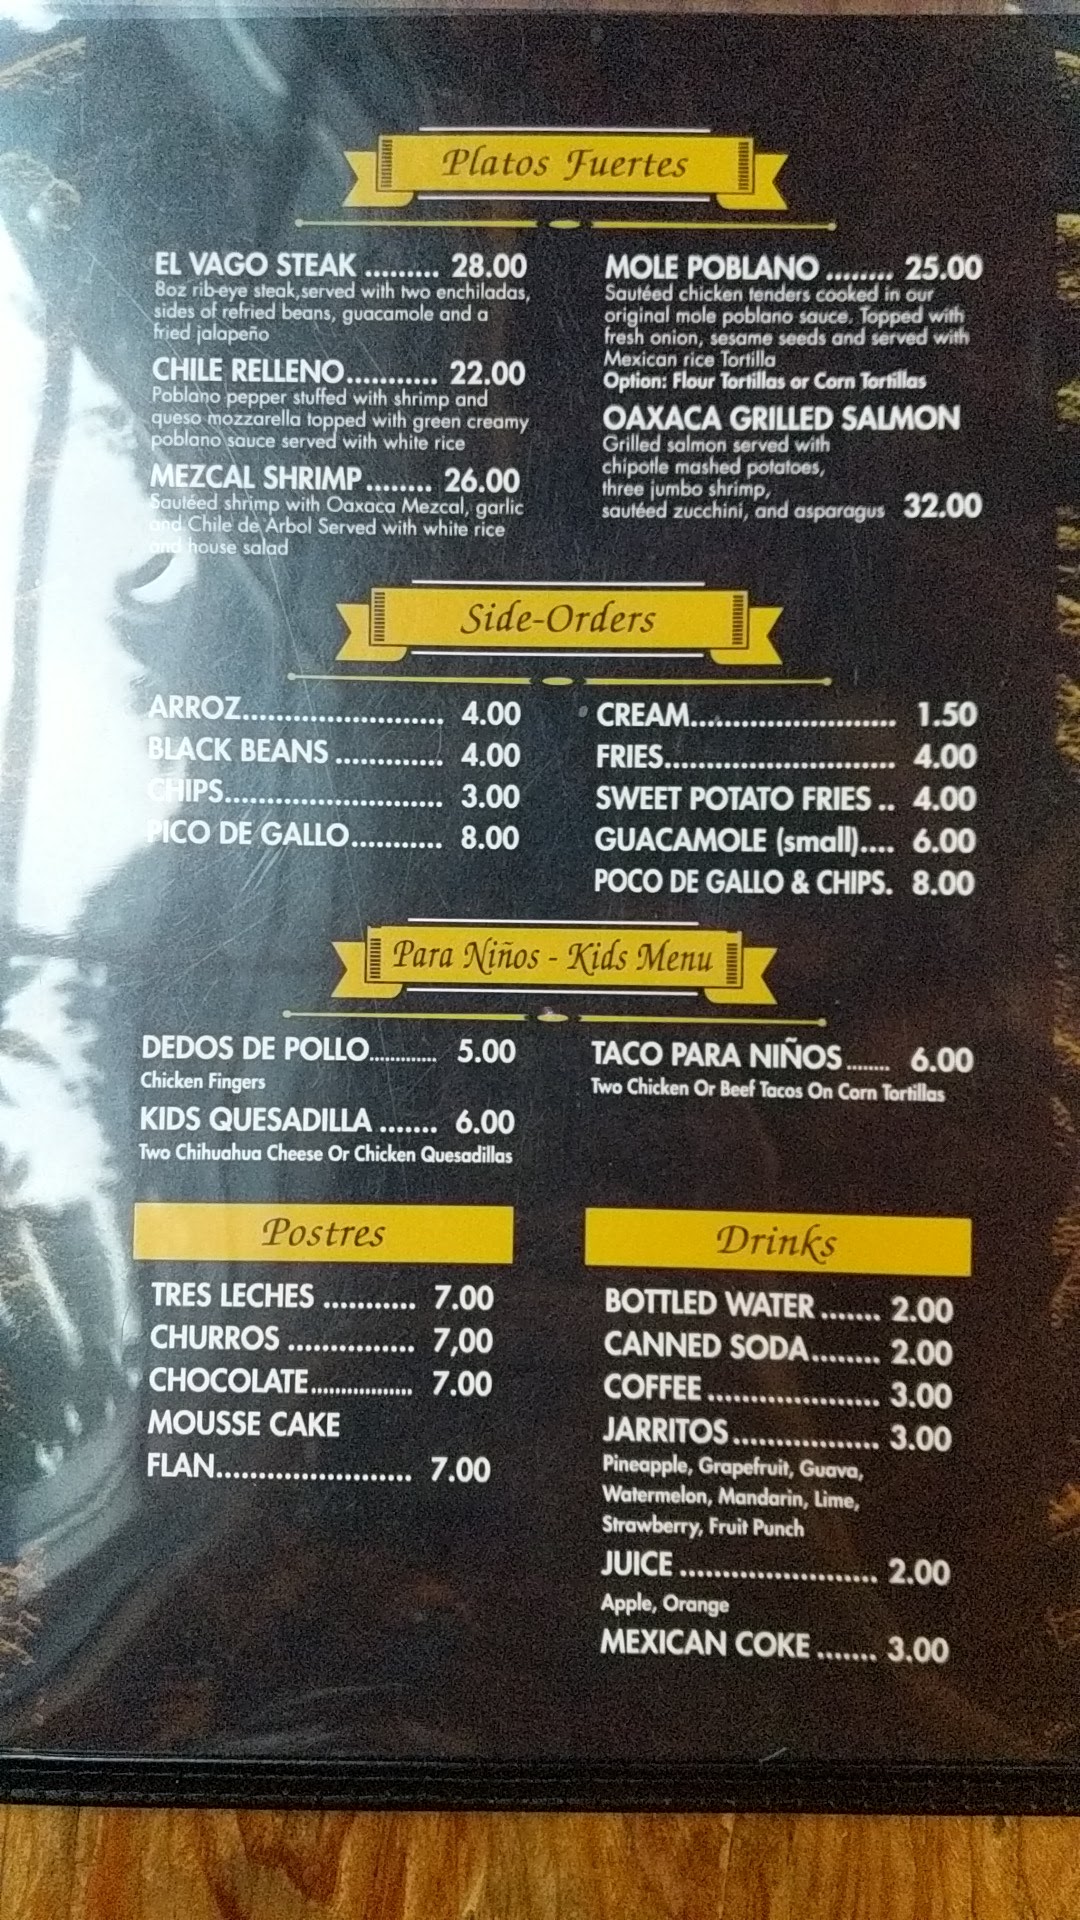 Platos Fuertes
EL VAGO STEAK ......... 28.00
8oz rib-eye steak,served with two enchiladas,
sides of refried beans, guacamole and a
fried jalapeño
CHILE RELLENO........... 22.00
Poblano pepper stuffed with shrimp and
queso mozzarella topped with green creamy
poblano sauce served with white rice
MEZCAL SHRIMP........ 26.00
Sautéed shrimp with Oaxaca Mezcal, garlic
and Chile de Arbol Served with white rice
and house salad
MOLE POBLANO ........ 25.00
Sautéed chicken tenders cooked in our
original mole poblano sauce. Topped with
fresh onion, sesame seeds and served with
Mexican rice Tortilla
Option: Flour Tortillas or Corn Tortillas
OAXACA GRILLED SALMON
Grilled salmon served with
chipotle mashed potatoes,
three jumbo shrimp,
sautéed zucchini, and asparagus 32.00
Side-Orders
ARROZ........................ 4.00
BLACK BEANS ............. 4.00
CHIPS.......................... 3.00
PICO DE GALLO........... 8.00
CREAM........................ 1.50
FRIES........................... 4.00
SWEET POTATO FRIES .. 4.00
GUACAMOLE (small).... 6.00
POCO DE GALLO & CHIPS. 8.00
Para Niños - Kids Menu
DEDOS DE POLLO............. 5.00
Chicken Fingers
KIDS QUESADILLA ....... 6.00
Two Chihuahua Cheese Or Chicken Quesadillas
TACO PARA NIÑOS........ 6.00
Two Chicken Or Beef Tacos On Corn Tortillas
Postres
TRES LECHES ........... 7.00
CHURROS ............... 7,00
CHOCOLATE................... 7.00
MOUSSE CAKE
FLAN....................... 7.00
Drinks
BOTTLED WATER ....... 2.00
CANNED SODA........ 2.00
COFFEE .................... 3.00
JARRITOS................. 3.00
Pineapple, Grapefruit, Guava,
Watermelon, Mandarin, Lime,
Strawberry, Fruit Punch
JUICE ....................... 2.00
Apple, Orange
MEXICAN COKE ....... 3.00